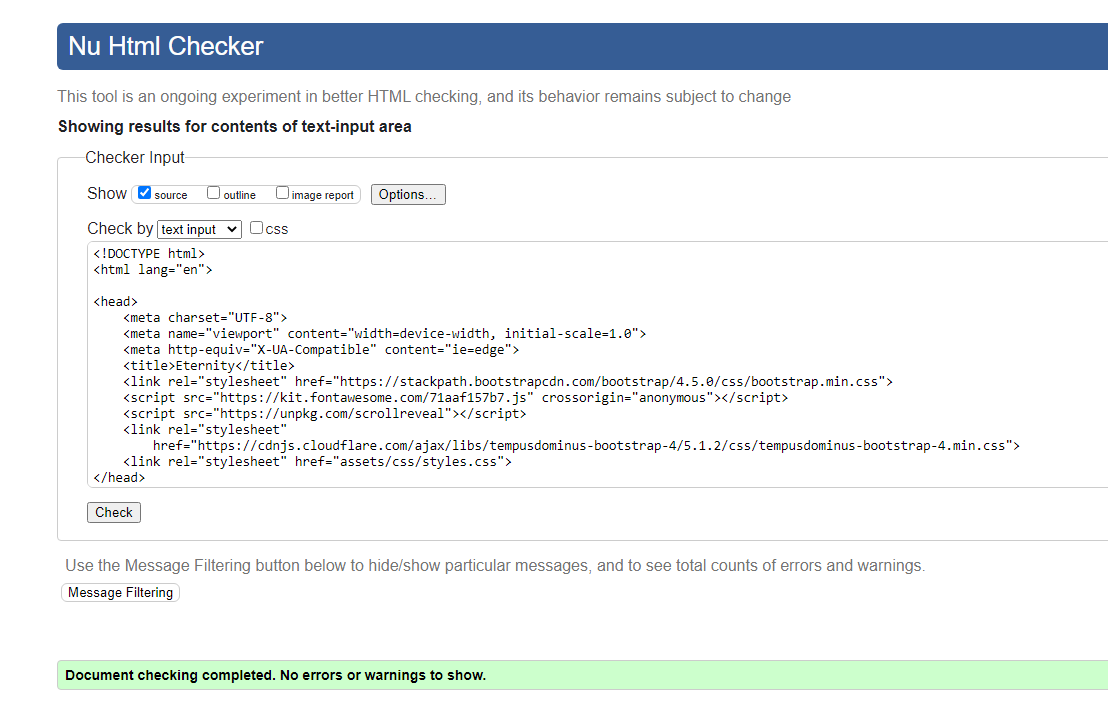 Nu Html Checker
This tool is an ongoing experiment in better HTML checking, and its behavior remains subject to change
Showing results for contents of text-input area
Checker Input
Show source outline image report Options...
Check by text input css
<!DOCTYPE html>
<html lang="en">
<head>
<meta charset="UTF-8">
<meta name="viewport" content="width=device-width, initial-scale=1.0">
<meta http-equiv="X-UA-Compatible" content="ie=edge">
<title>Eternity</title>
<link rel="stylesheet" href="https://stackpath.bootstrapcdn.com/bootstrap/4.5.0/css/bootstrap.min.css">
<script src="https://kit.fontawesome.com/71aaf157b7.js" crossorigin="anonymous"></script>
<script src="https://unpkg.com/scrollreveal"></script>
<link rel="stylesheet"
href="https://cdnjs.cloudflare.com/ajax/libs/tempusdominus-bootstrap-4/5.1.2/css/tempusdominus-bootstrap-4.min.css">
<link rel="stylesheet" href="assets/css/styles.css">
</head>
Check
Use the Message Filtering button below to hide/show particular messages, and to see total counts of errors and warnings.
Message Filtering
Document checking completed. No errors or warnings to show.